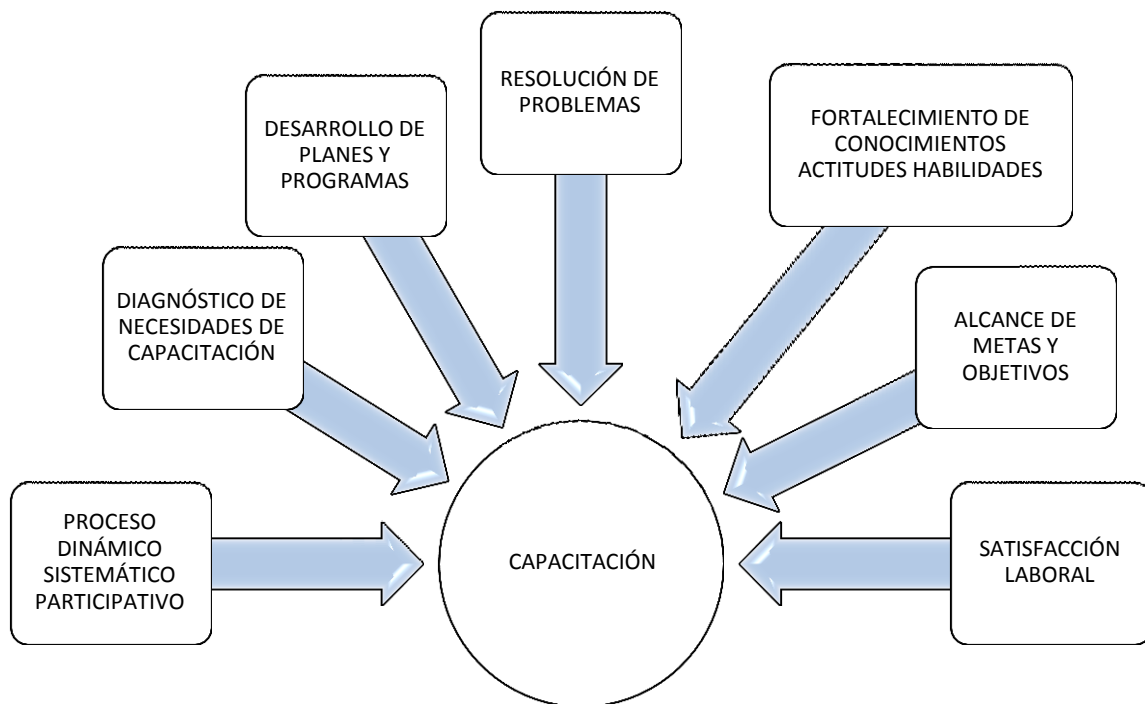 RESOLUCIÓN DE
PROBLEMAS
DESARROLLO DE
PLANES Y
PROGRAMAS
FORTALECIMIENTO DE
CONOCIMIENTOS
ACTITUDES HABILIDADES
DIAGNÓSTICO DE
NECESIDADES DE
CAPACITACIÓN
ALCANCE DE
METAS Y
OBJETIVOS
PROCESO
DINÁMICO
SISTEMÁTICO
PARTICIPATIVO
CAPACITACIÓN
SATISFACCIÓN
LABORAL